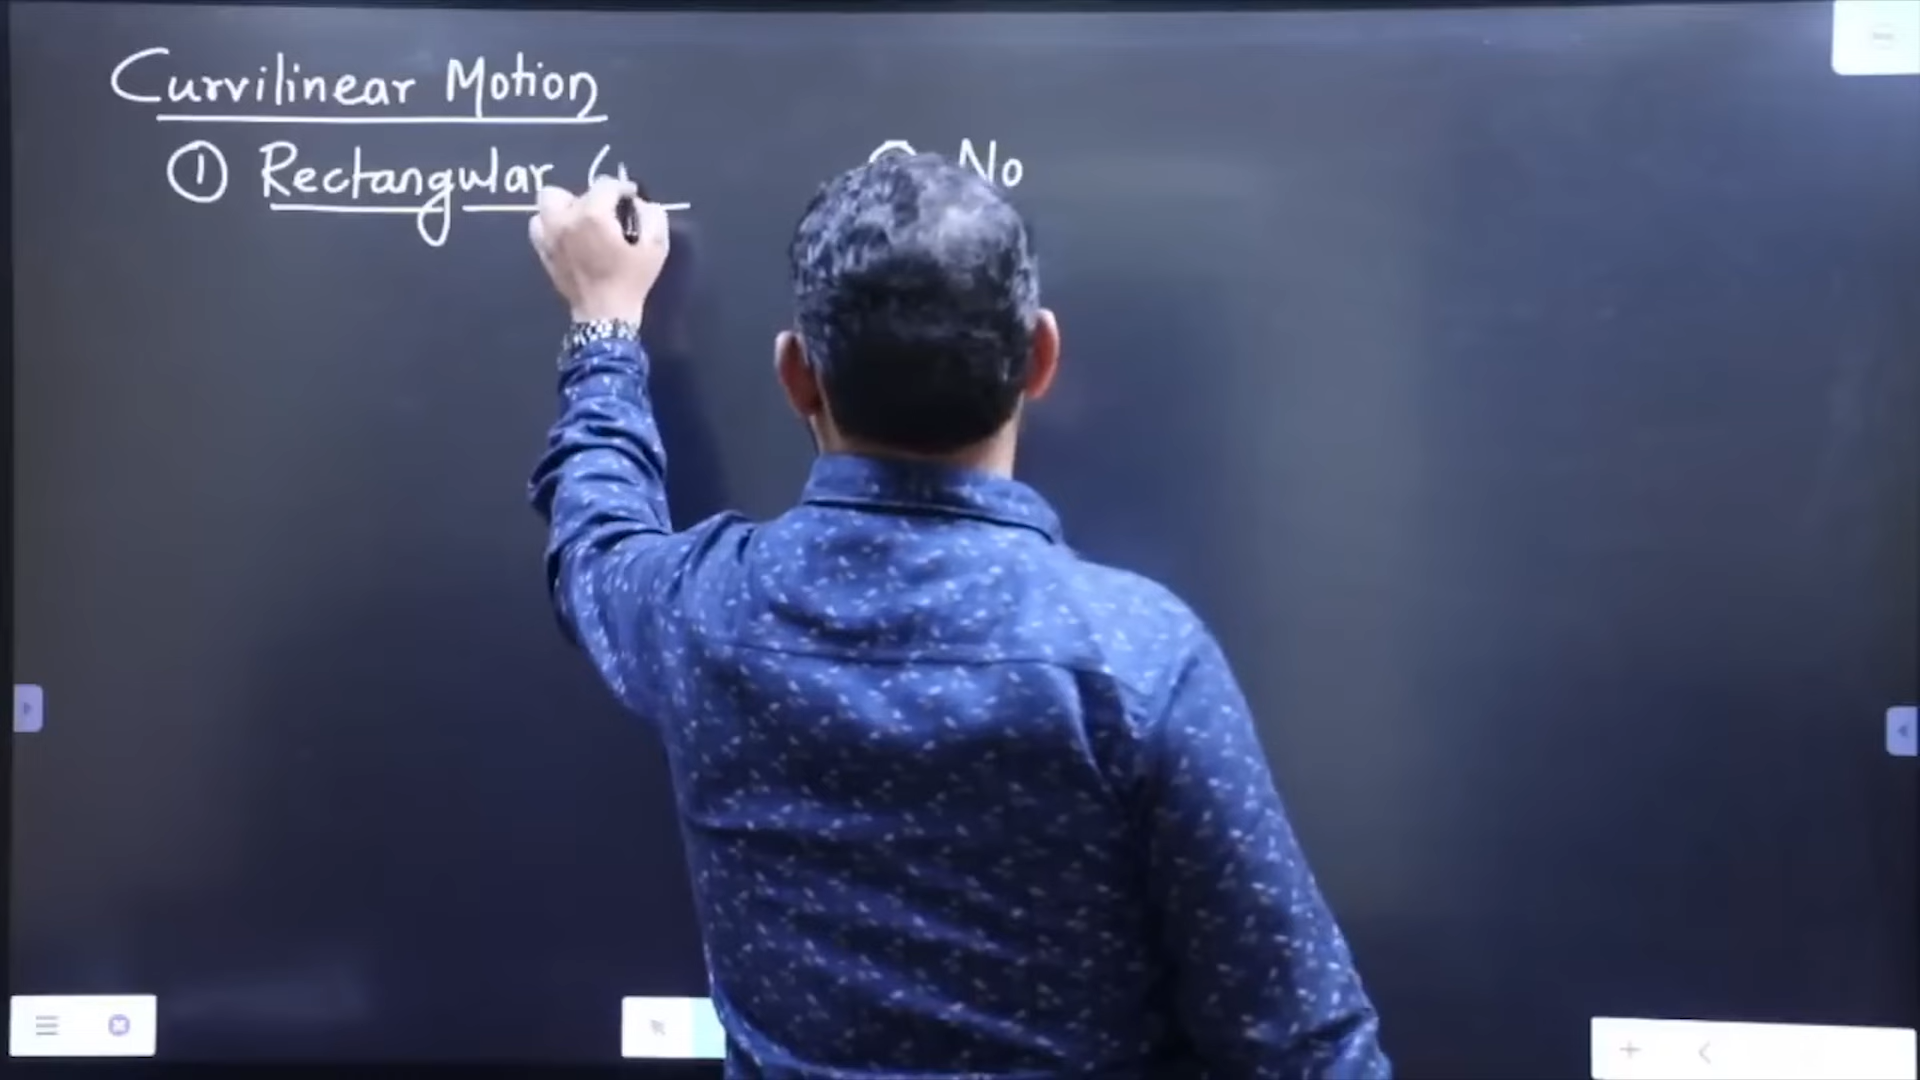 Curvilinear Motion
① Rectangular (
No